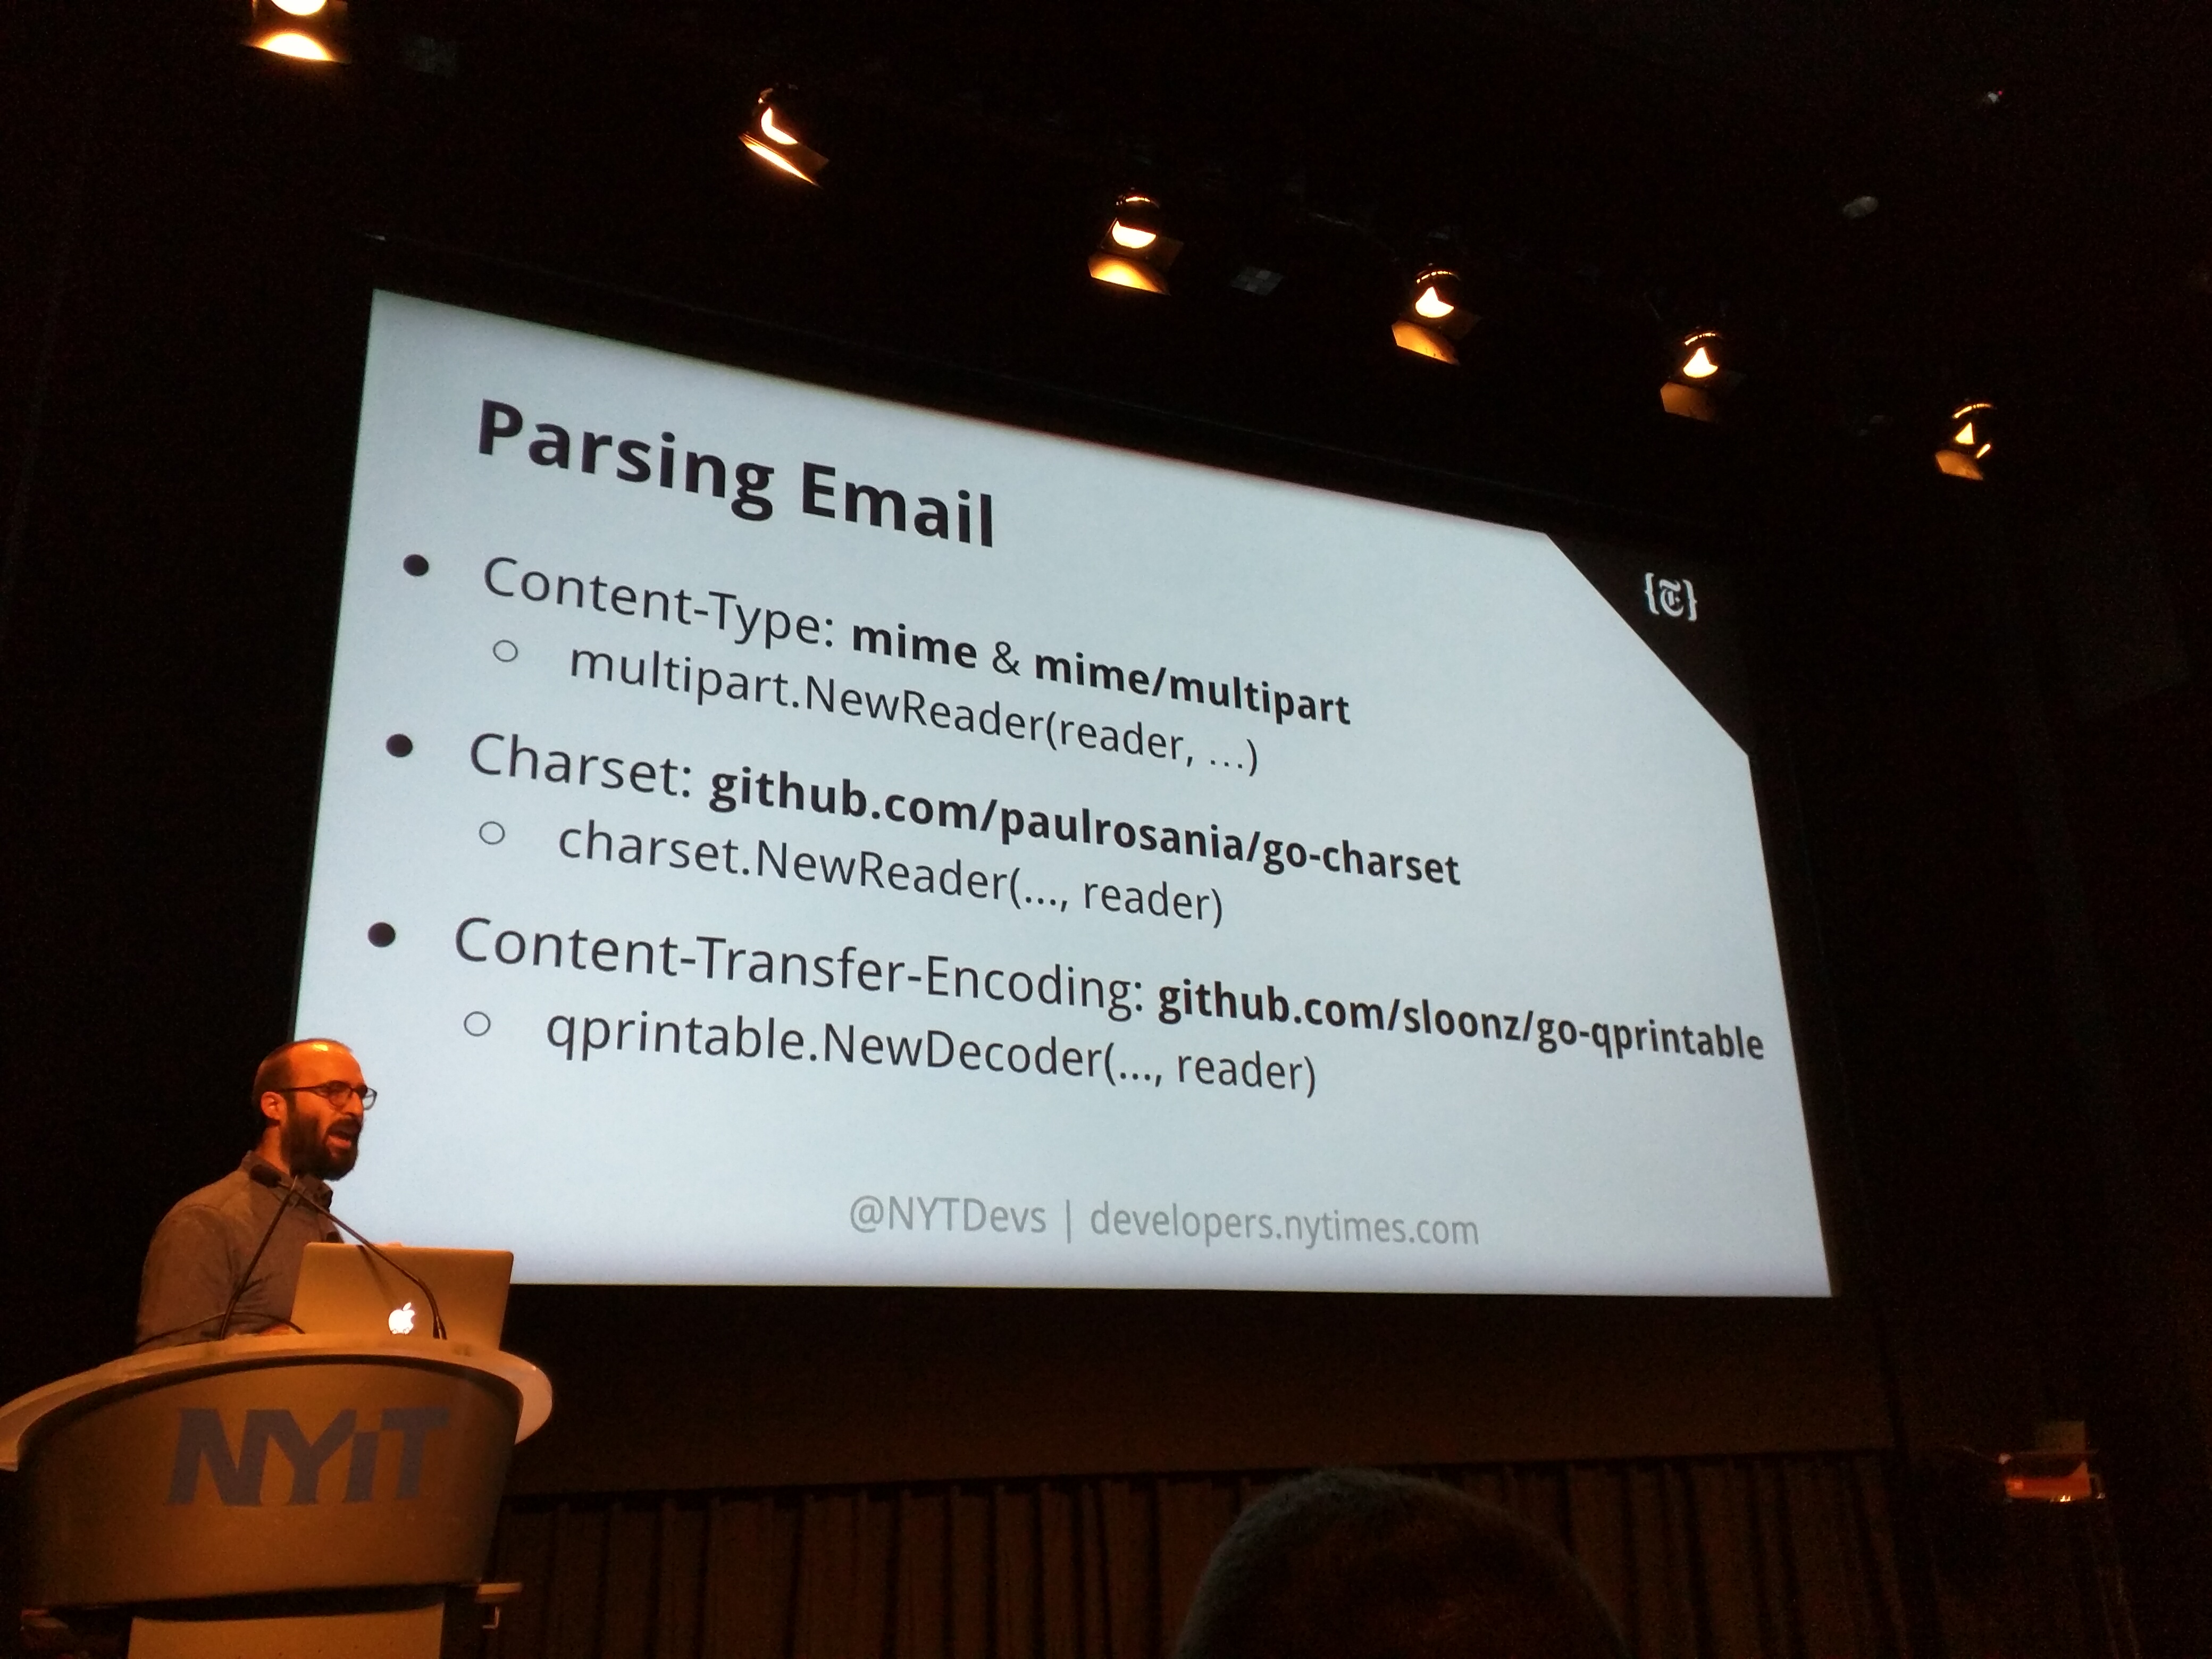 Parsing Email
{T}
● Content-Type: mime & mime/multipart
○ multipart.NewReader(reader, …)
● Charset: github.com/paulrosania/go-charset
○ charset.NewReader(..., reader)
● Content-Transfer-Encoding: github.com/sloonz/go-qprintable
○ qprintable.NewDecoder(..., reader)
@NYTDevs | developers.nytimes.com
NYiT